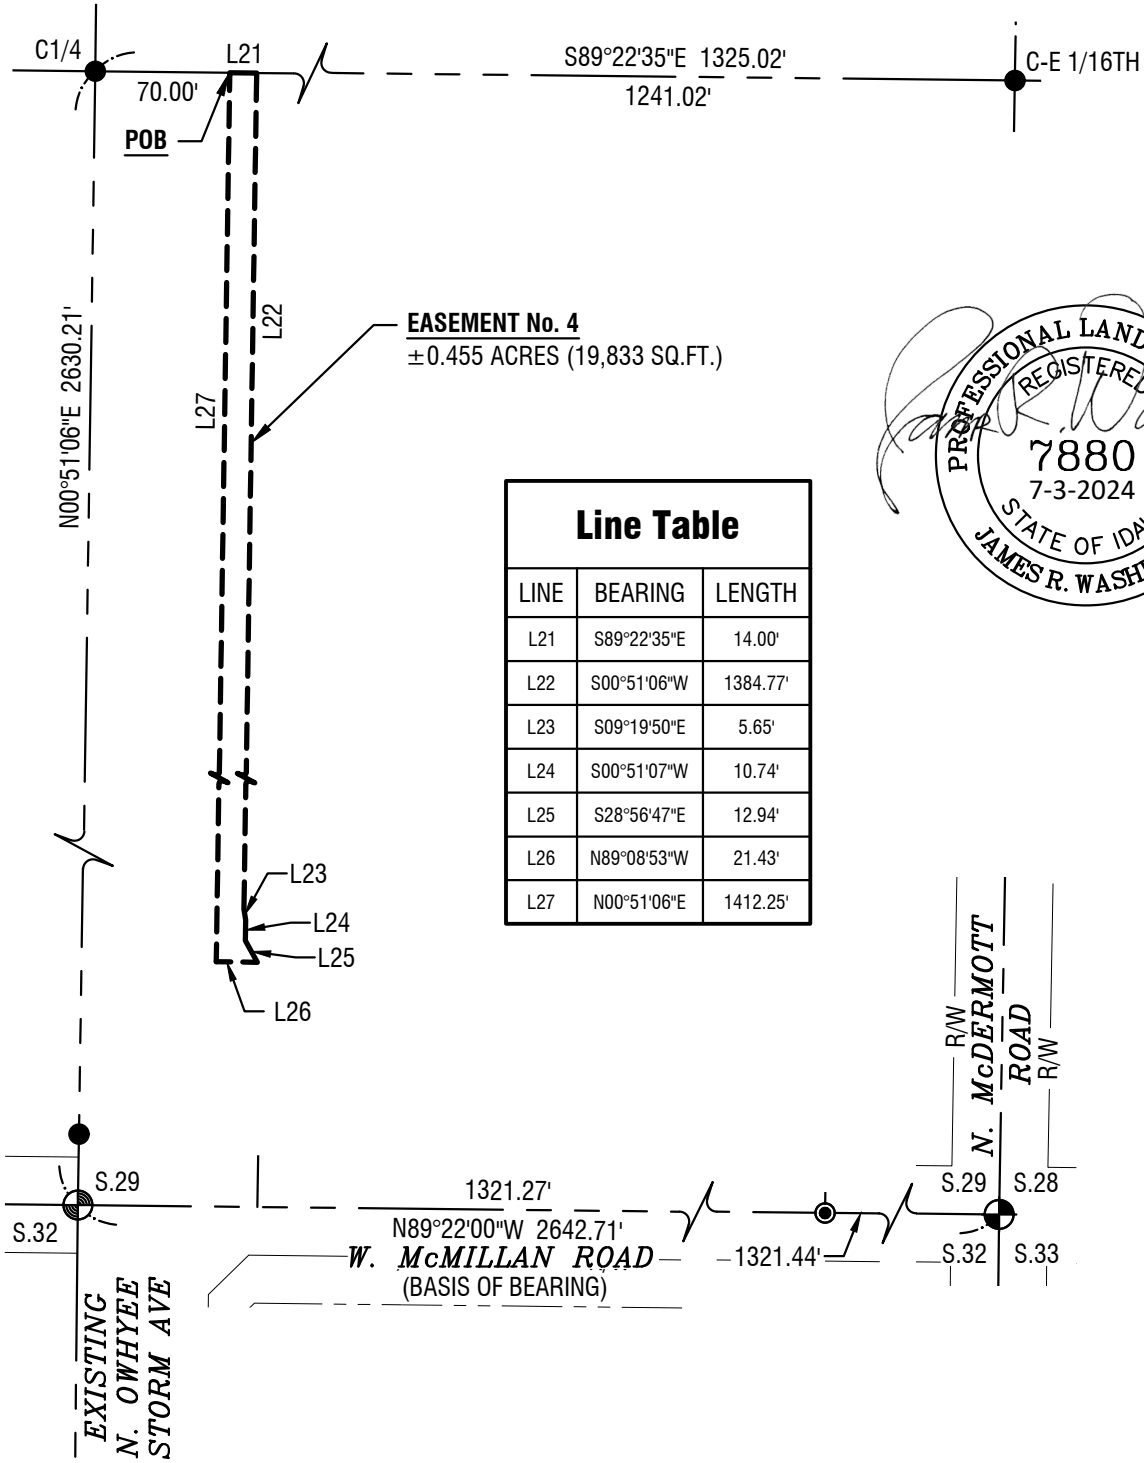 C1/4
L21
S89°22'35"E 1325.02'
C-E 1/16TH
70.00'
1241.02'
POB
N00°51'06"E 2630.21'
L27
L22
EASEMENT No. 4
±0.455 ACRES (19,833 SQ.FT.)
PROFESSIONAL LAND
REGISTERED
7880
7-3-2024
STATE OF
JAMES R.
Line Table
LINE BEARING LENGTH
L21 S89°22'35"E 14.00'
L22 S00°51'06"W 1384.77'
L23 S09°19'50"E 5.65'
L24 S00°51'07"W 10.74'
L25 S28°56'47"E 12.94'
L26 N89°08'53"W 21.43'
L27 N00°51'06"E 1412.25'
L23
L24
L25
L26
R/W
N. McDERMOTT
ROAD
R/W
S.29
S.32
1321.27'
N89°22'00"W 2642.71'
W. McMILLAN ROAD
(BASIS OF BEARING)
1321.44'
S.29 S.28
S.32 S.33
EXISTING
N. OWHYEE
STORM AVE